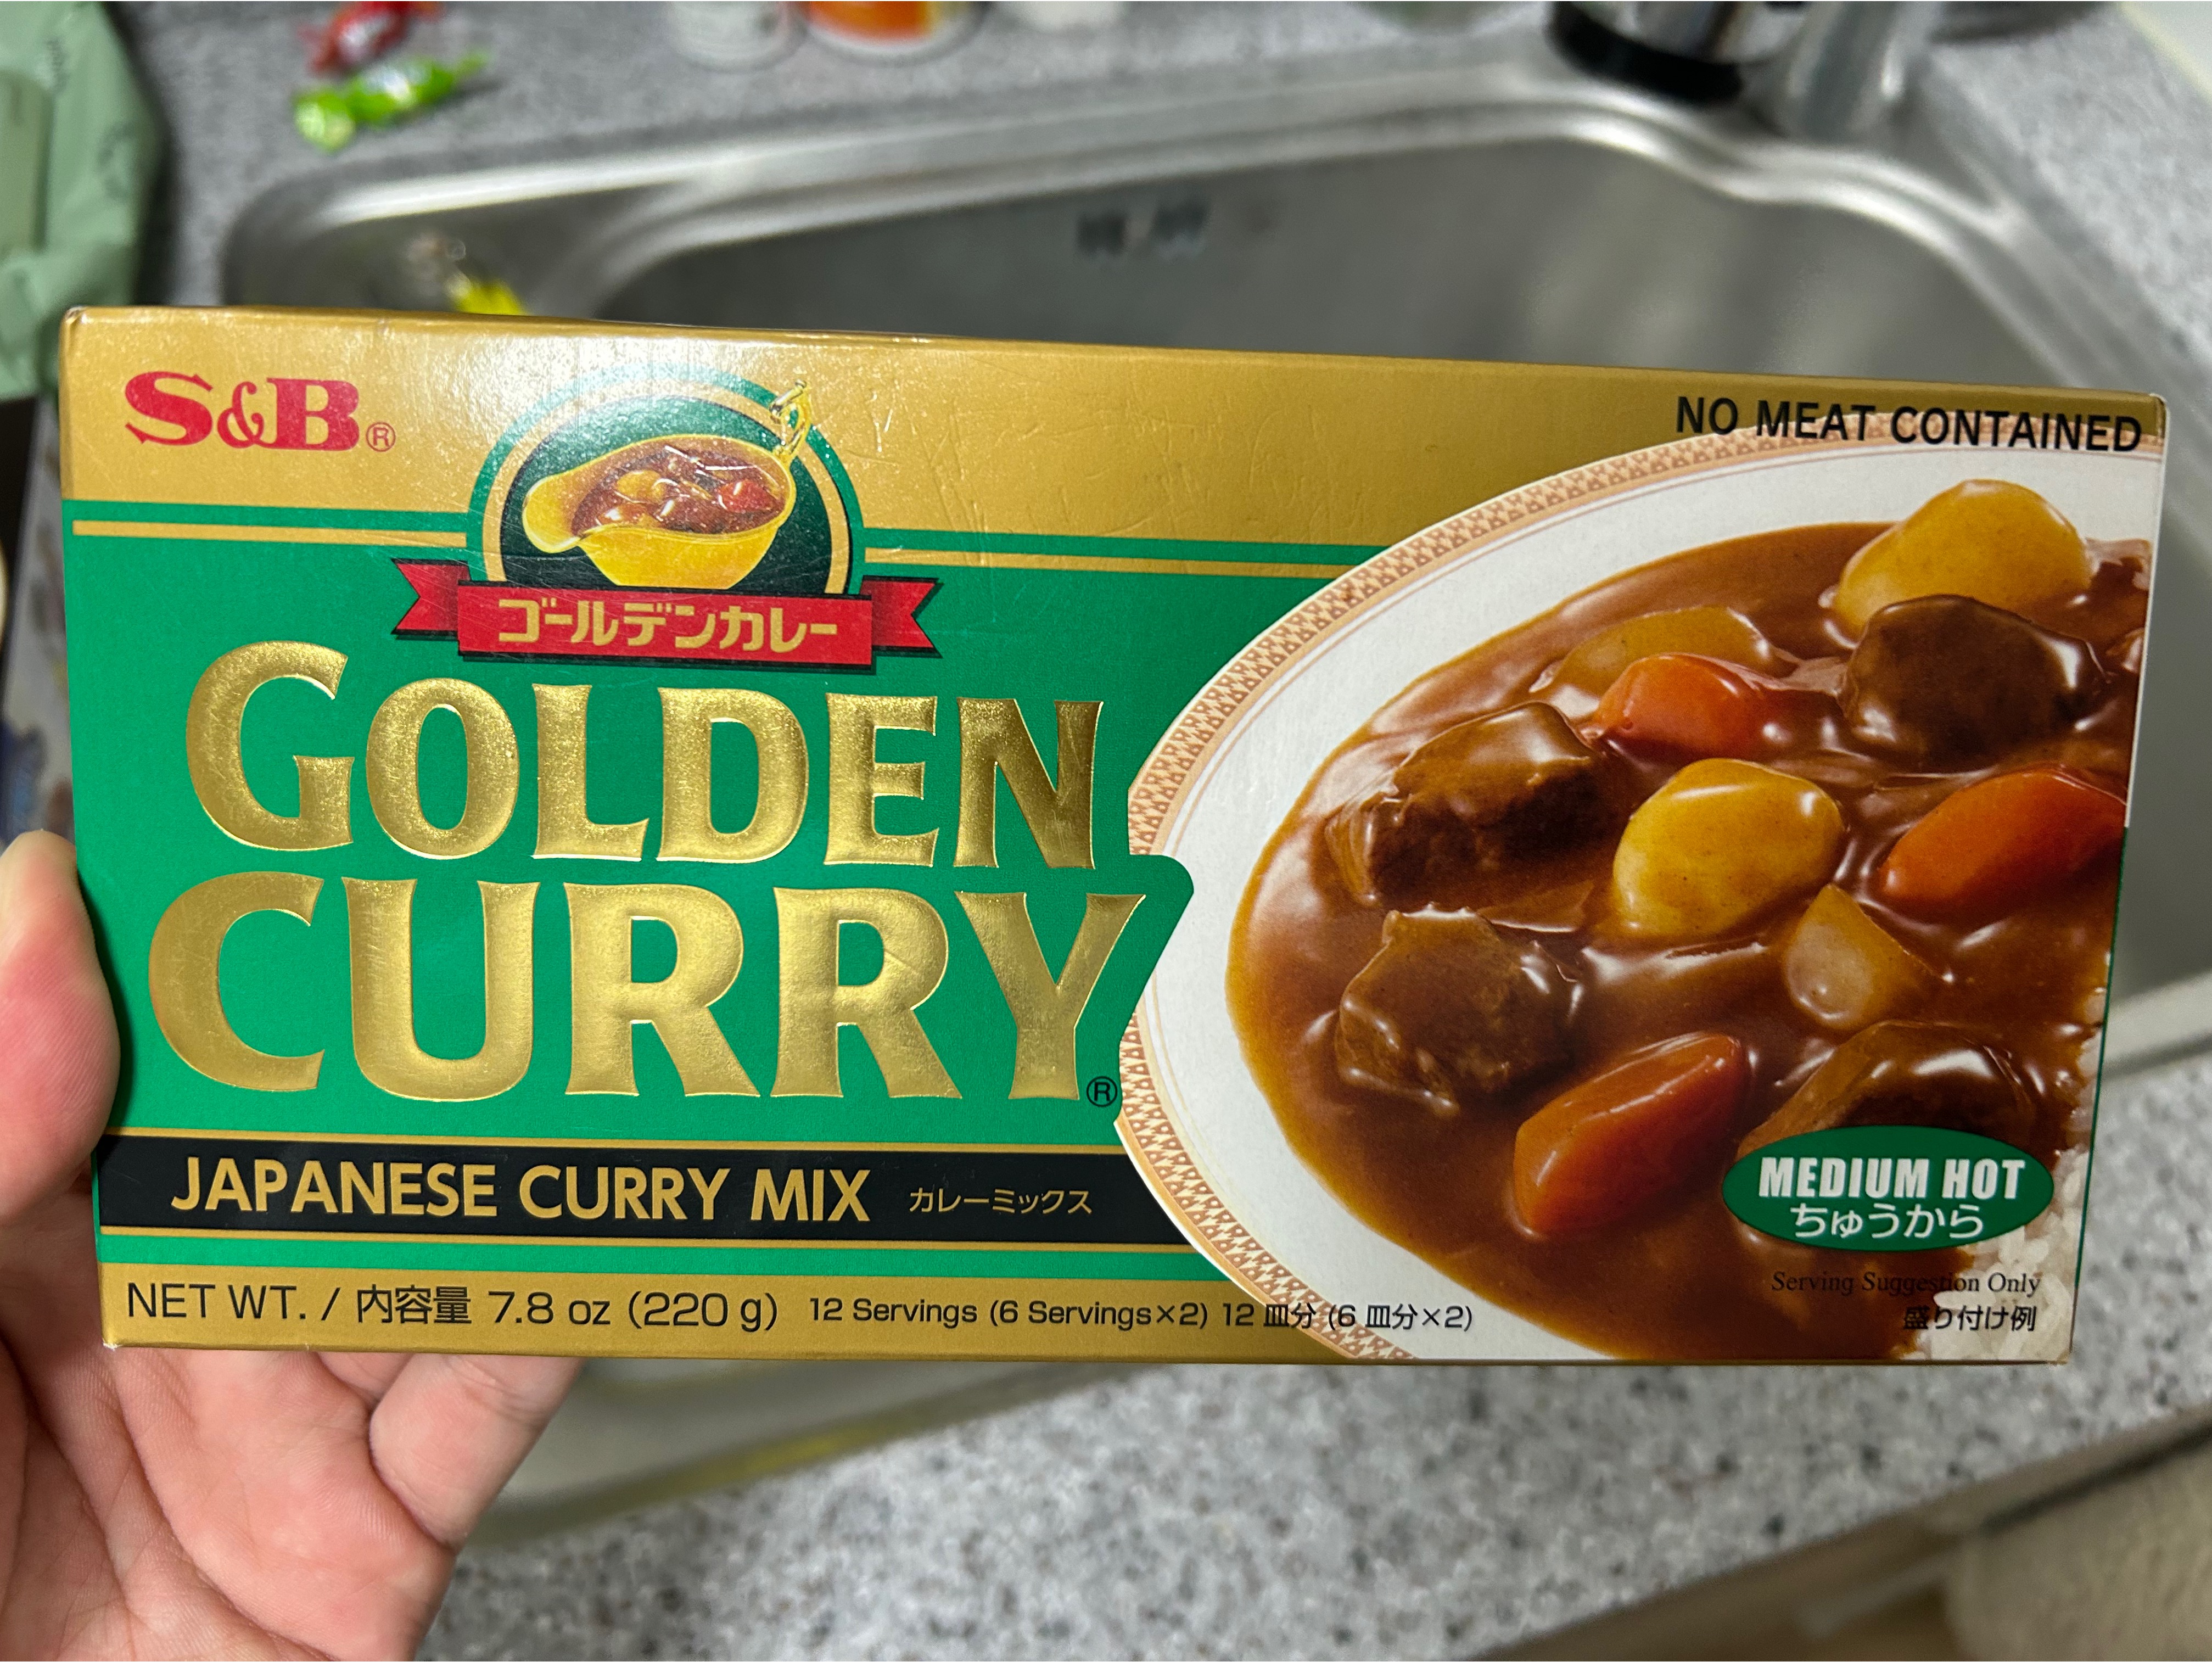 S&B®
NO MEAT CONTAINED
ゴールデンカレー
GOLDEN
CURRY®
JAPANESE CURRY MIX カレーミックス
MEDIUM HOT
ちゅうから
Serving Suggestion Only
盛り付け例
NET WT. / 内容量 7.8 oz (220 g) 12 Servings (6 Servings×2) 12 皿分 (6 皿分×2)